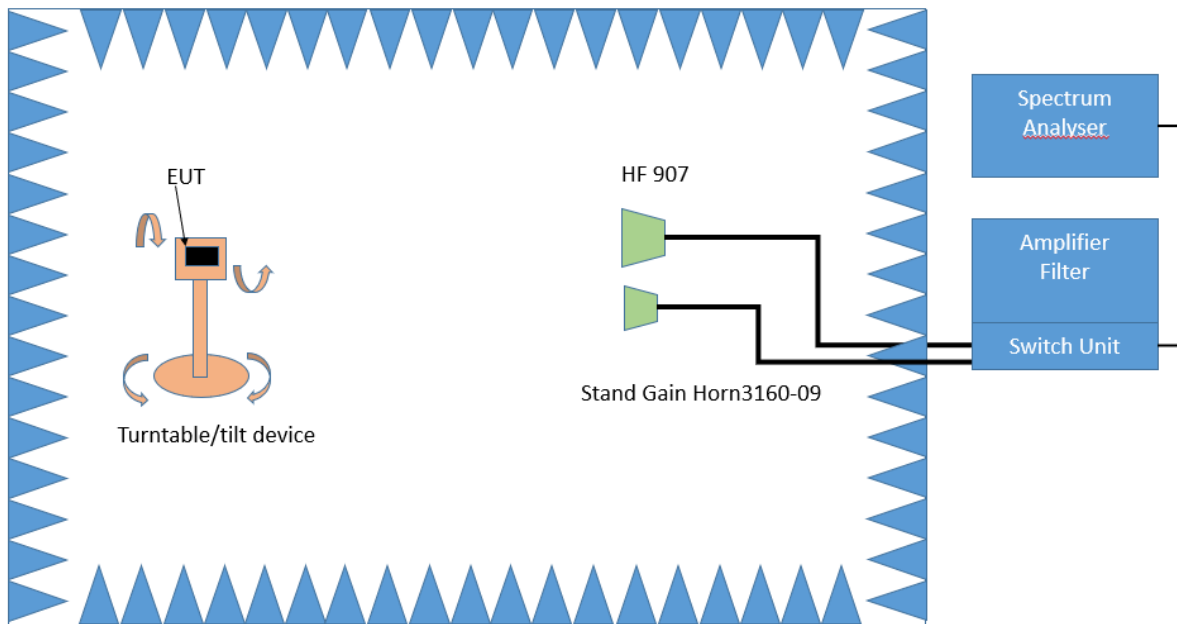 Spectrum
Analyser
HF 907
EUT
Amplifier
Filter
Switch Unit
Stand Gain Horn3160-09
Turntable/tilt device